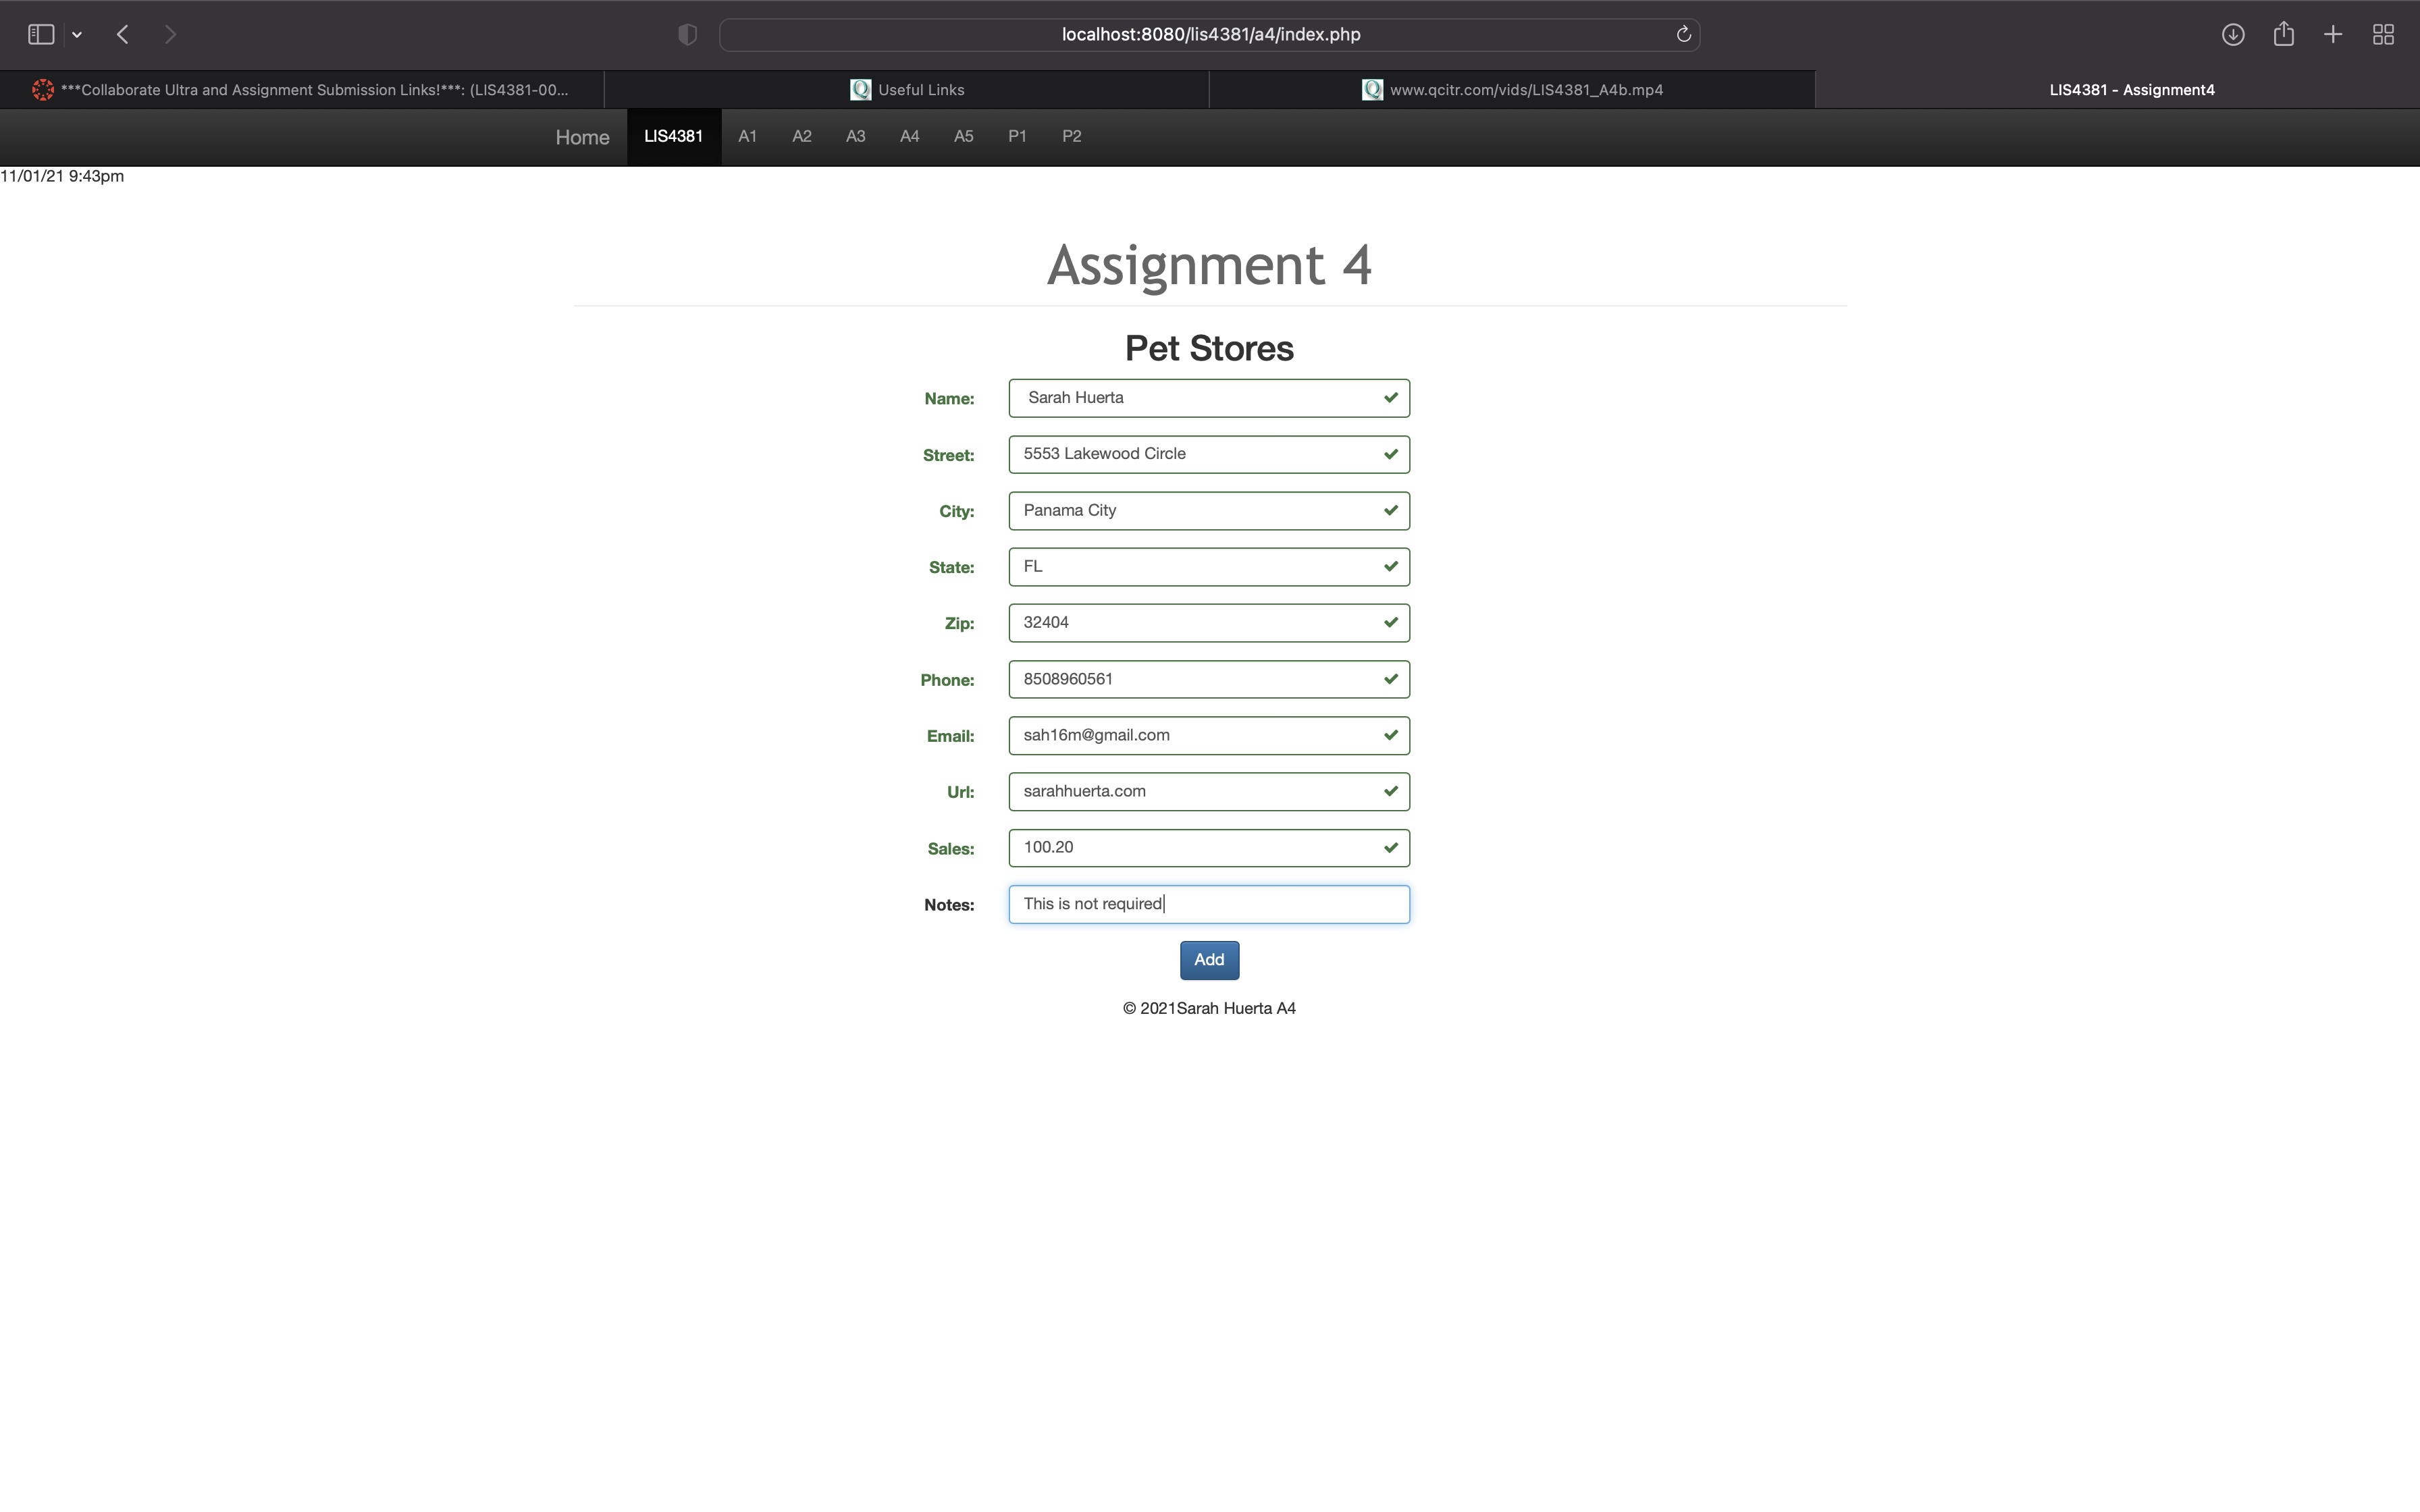 localhost:8080/lis4381/a4/index.php
***Collaborate Ultra and Assignment Submission Links!***: (LIS4381-00... Useful Links www.qcitr.com/vids/LIS4381_A4b.mp4 LIS4381 - Assignment4
Home LIS4381 A1 A2 A3 A4 A5 P1 P2
11/01/21 9:43pm
Assignment 4
Pet Stores
Name: Sarah Huerta
Street: 5553 Lakewood Circle
City: Panama City
State: FL
Zip: 32404
Phone: 8508960561
Email: sah16m@gmail.com
Url: sarahhuerta.com
Sales: 100.20
Notes: This is not required
Add
© 2021Sarah Huerta A4